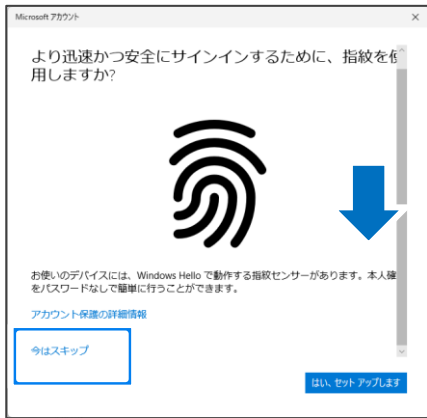 Microsoft アカウント
より迅速かつ安全にサインインするために、指紋を使
用しますか?
お使いのデバイスには、Windows Hello で動作する指紋センサーがあります。本人確
をパスワードなしで簡単に行うことができます。
アカウント保護の詳細情報
今はスキップ
はい、セット アップします